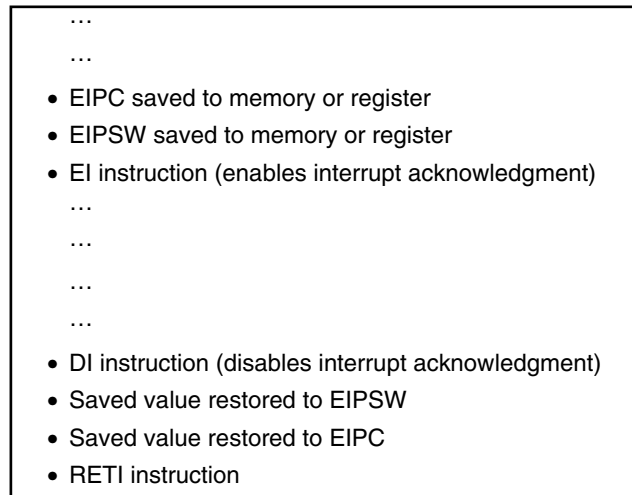 …
…
• EIPC saved to memory or register
• EIPSW saved to memory or register
• EI instruction (enables interrupt acknowledgment)
…
…
…
…
• DI instruction (disables interrupt acknowledgment)
• Saved value restored to EIPSW
• Saved value restored to EIPC
• RETI instruction